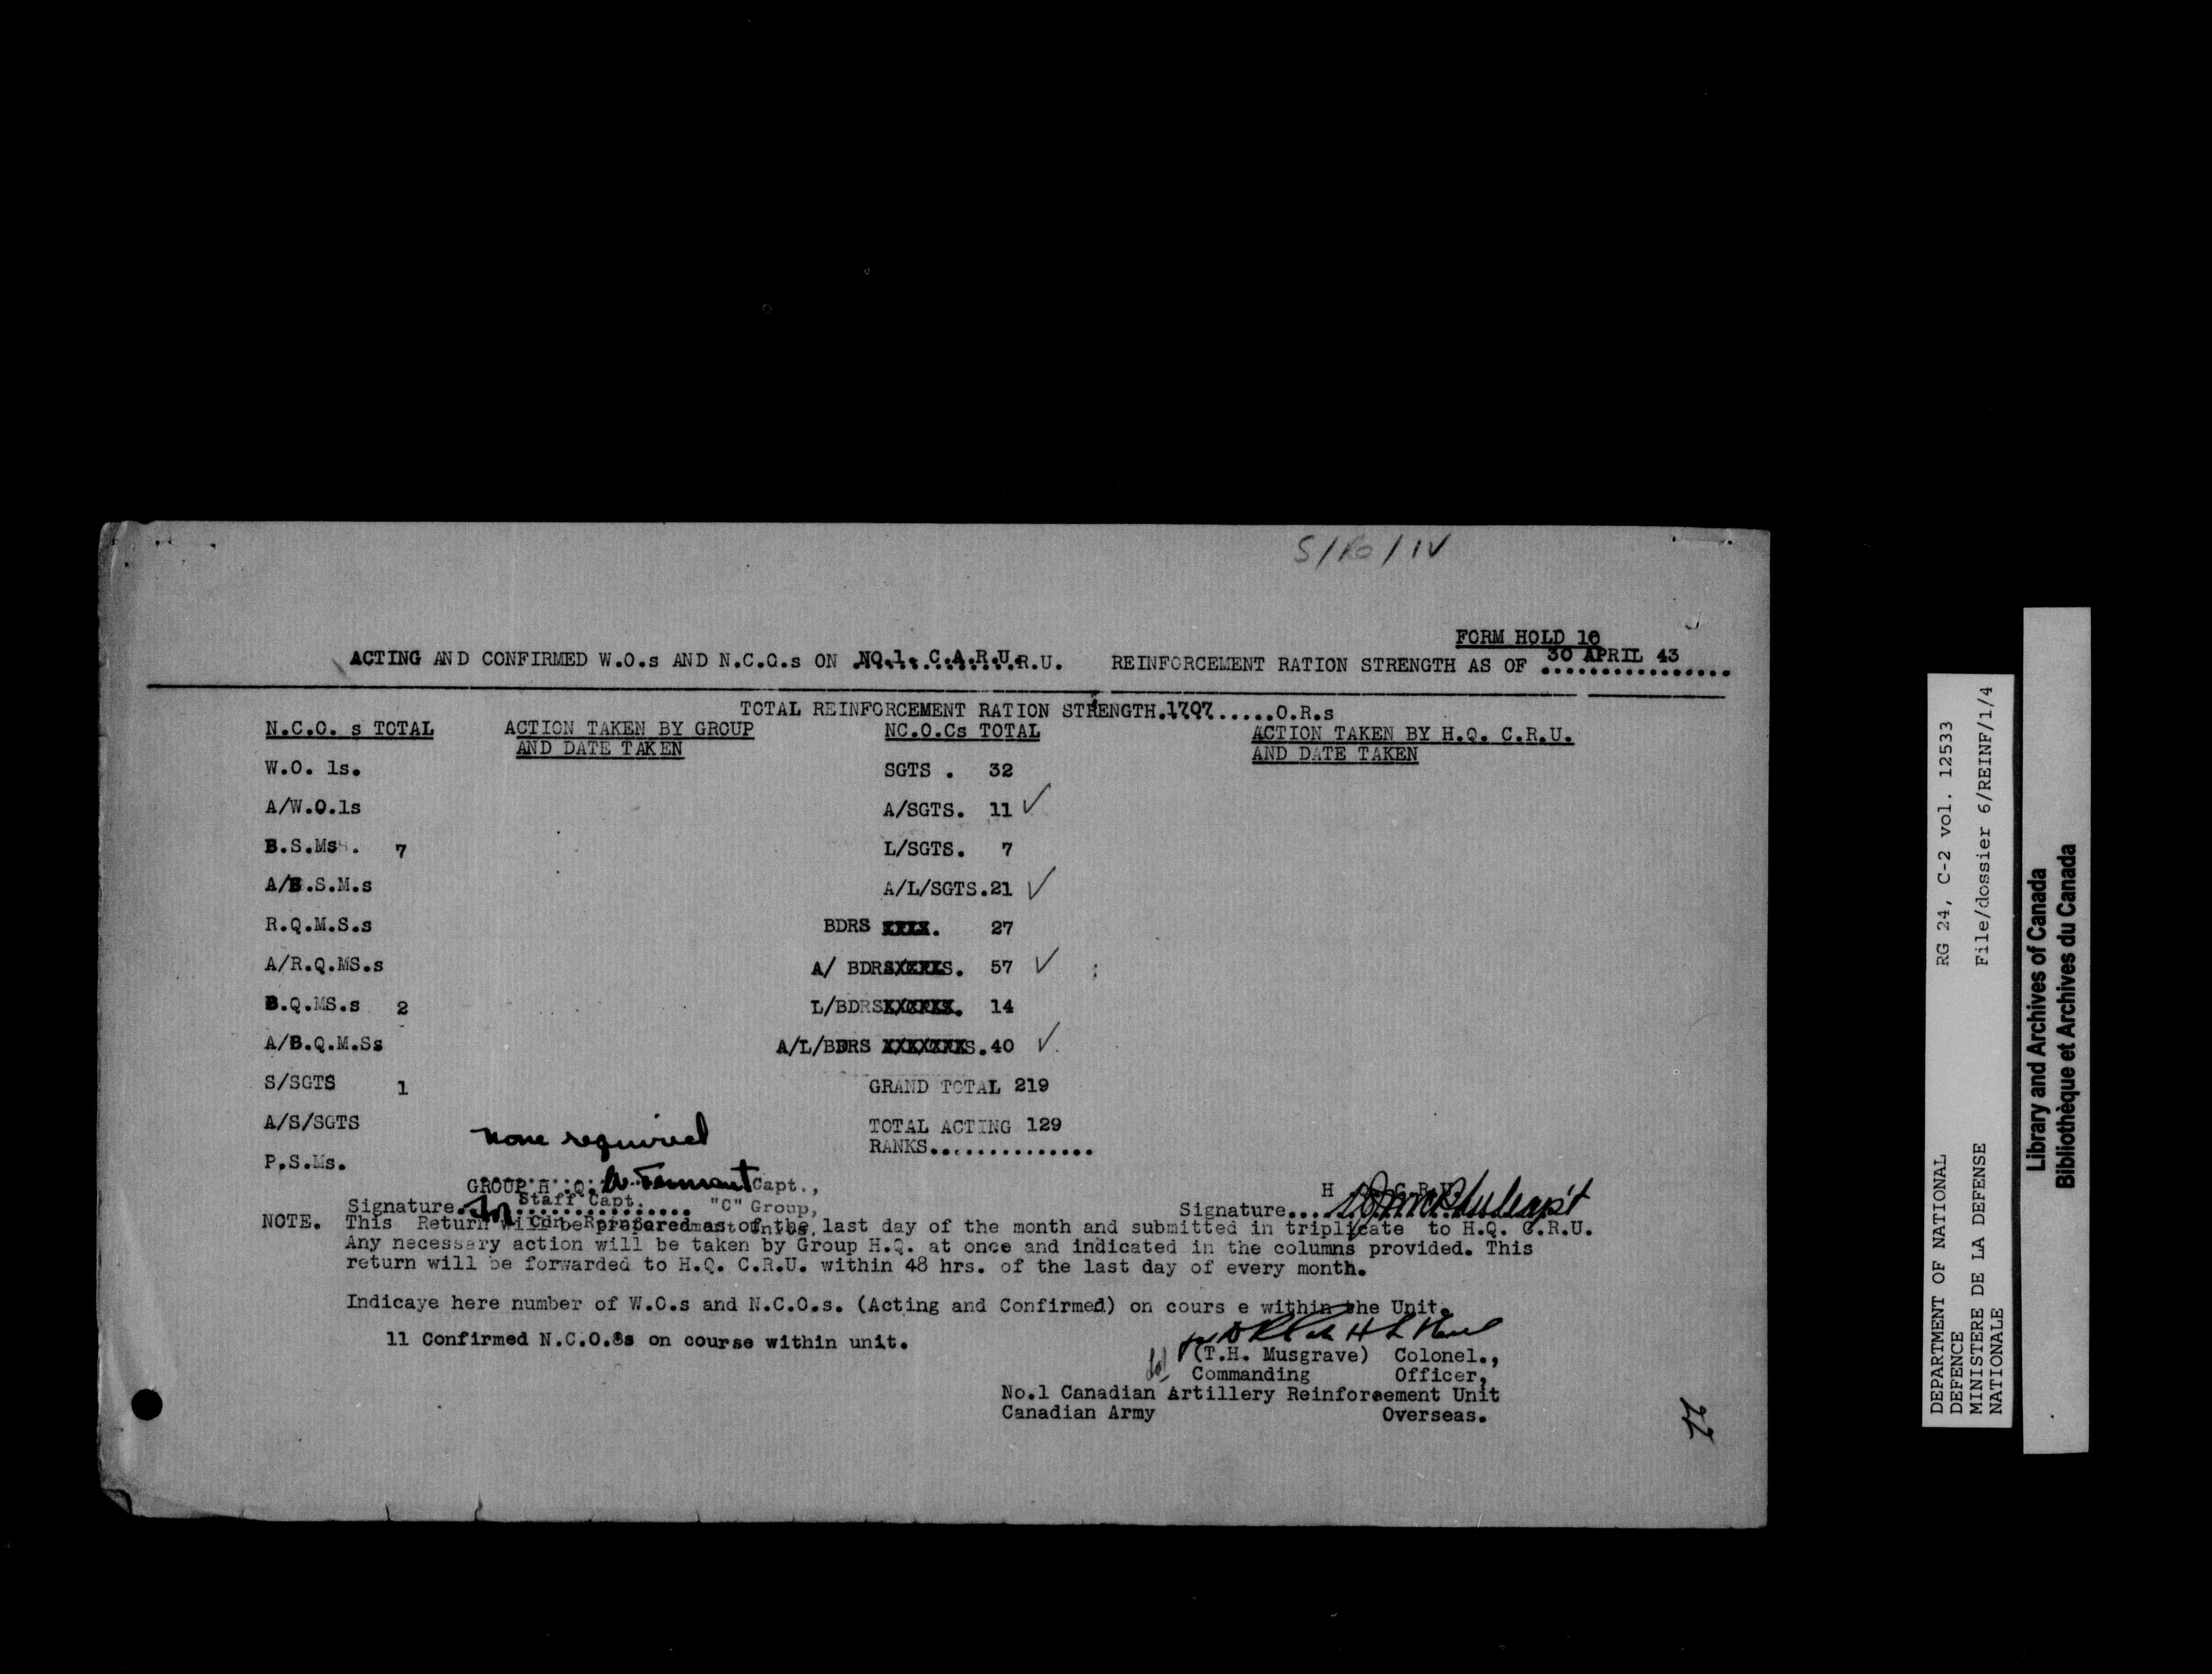 S/Ro/IV
FORM HOLD 16
ACTING AND CONFIRMED W.O.s AND N.C.O.s ON NO.1. C.A.R.U. R.U. REINFORCEMENT RATION STRENGTH AS OF 30 APRIL 43
TOTAL REINFORCEMENT RATION STRENGTH.1707......O.R.s
N.C.O. s TOTAL ACTION TAKEN BY GROUP NC.O.Cs TOTAL ACTION TAKEN BY H.Q. C.R.U.
AND DATE TAKEN AND DATE TAKEN
W.O. ls. SGTS . 32
A/W.O.ls A/SGTS. 11 ✓
B.S.Ms . 7 L/SGTS. 7
A/B.S.M.s A/L/SGTS.21 ✓
R.Q.M.S.s BDRS XXXX. 27
A/R.Q.MS.s A/ BDRS S. 57 ✓
B.Q.MS.s 2 L/BDRS . 14
A/B.Q.M.Ss A/L/BDRS XXXXXXXS.40 ✓
S/SGTS 1 GRAND TOTAL 219
A/S/SGTS TOTAL ACTING 129
none required
RANKS..............
P.S.Ms.
GROUP H .Q. Capt.,
Staff Capt. "C" Group,
Signature. Cdn. Reinforcement Units.
H .Q. C.R.U.
Signature....
NOTE. This Return will be prepared as of the last day of the month and submitted in triplicate to H.Q. C.R.U.
Any necessary action will be taken by Group H.Q. at once and indicated in the columns provided. This
return will be forwarded to H.Q. C.R.U. within 48 hrs. of the last day of every month.
Indicaye here number of W.O.s and N.C.O.s. (Acting and Confirmed) on cours e within the Unit.
11 Confirmed N.C.O.8s on course within unit.
(T.H. Musgrave) Colonel.,
Commanding Officer,
No.1 Canadian Artillery Reinforcement Unit
Canadian Army Overseas.
DEPARTMENT OF NATIONAL RG 24, C-2 vol. 12533
DEFENCE
MINISTERE DE LA DEFENSE File/dossier 6/REINF/1/4
NATIONALE
Library and Archives of Canada
Bibliothèque et Archives du Canada